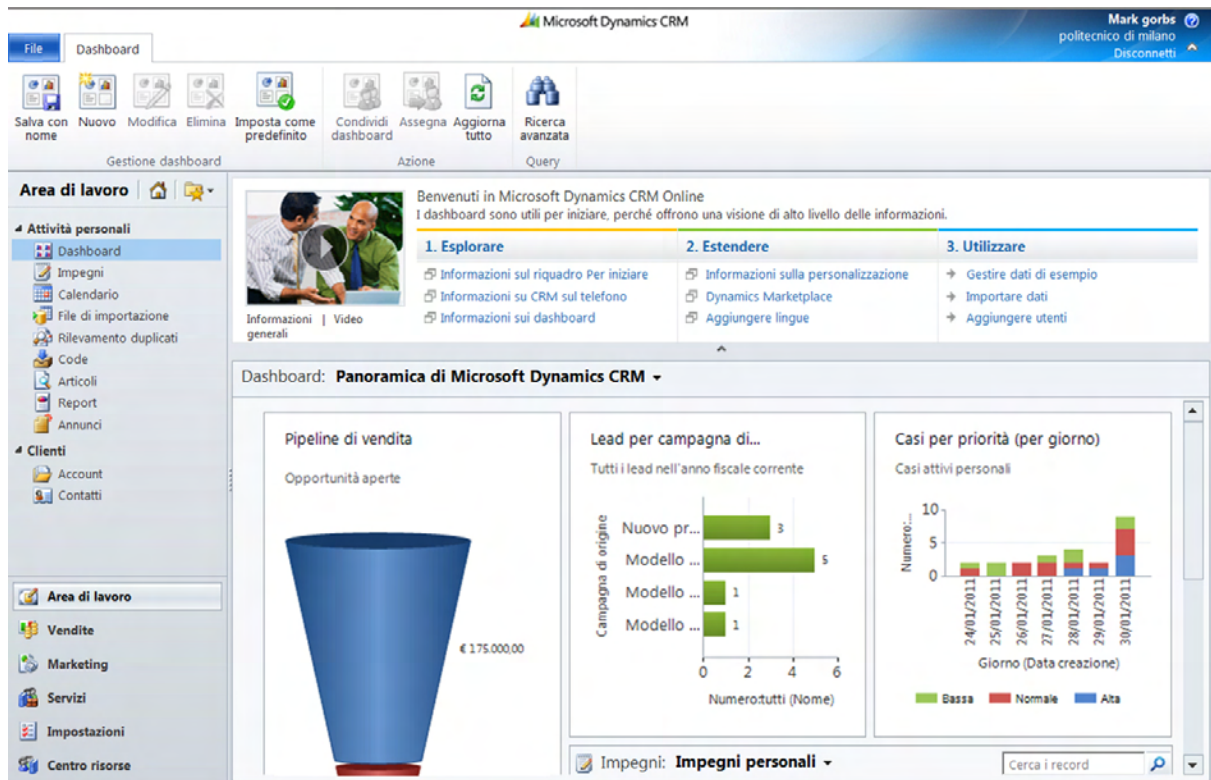 Microsoft Dynamics CRM
Mark gorbs
politecnico di milano
Disconnetti
File
Dashboard
Salva con nome
Nuovo
Modifica
Elimina
Imposta come predefinito
Condividi dashboard
Assegna
Aggiorna tutto
Ricerca avanzata
Gestione dashboard
Azione
Query
Area di lavoro
Attività personali
Dashboard
Impegni
Calendario
File di importazione
Rilevamento duplicati
Code
Articoli
Report
Annunci
Clienti
Account
Contatti
Area di lavoro
Vendite
Marketing
Servizi
Impostazioni
Centro risorse
Informazioni generali | Video
Benvenuti in Microsoft Dynamics CRM Online
I dashboard sono utili per iniziare, perché offrono una visione di alto livello delle informazioni.
1. Esplorare
Informazioni sul riquadro Per iniziare
Informazioni su CRM sul telefono
Informazioni sui dashboard
2. Estendere
Informazioni sulla personalizzazione
Dynamics Marketplace
Aggiungere lingue
3. Utilizzare
Gestire dati di esempio
Importare dati
Aggiungere utenti
Dashboard: Panoramica di Microsoft Dynamics CRM
Pipeline di vendita
Opportunità aperte
€ 175.000,00
Lead per campagna di...
Tutti i lead nell'anno fiscale corrente
Campagna di origine
Nuovo pr... 3
Modello ... 5
Modello ... 1
Modello ... 1
0 2 4 6
Numero:tutti (Nome)
Casi per priorità (per giorno)
Casi attivi personali
Numero:...
10
5
0
24/01/2011
25/01/2011
26/01/2011
27/01/2011
28/01/2011
29/01/2011
30/01/2011
Giorno (Data creazione)
Bassa Normale Alta
Impegni: Impegni personali
Cerca i record